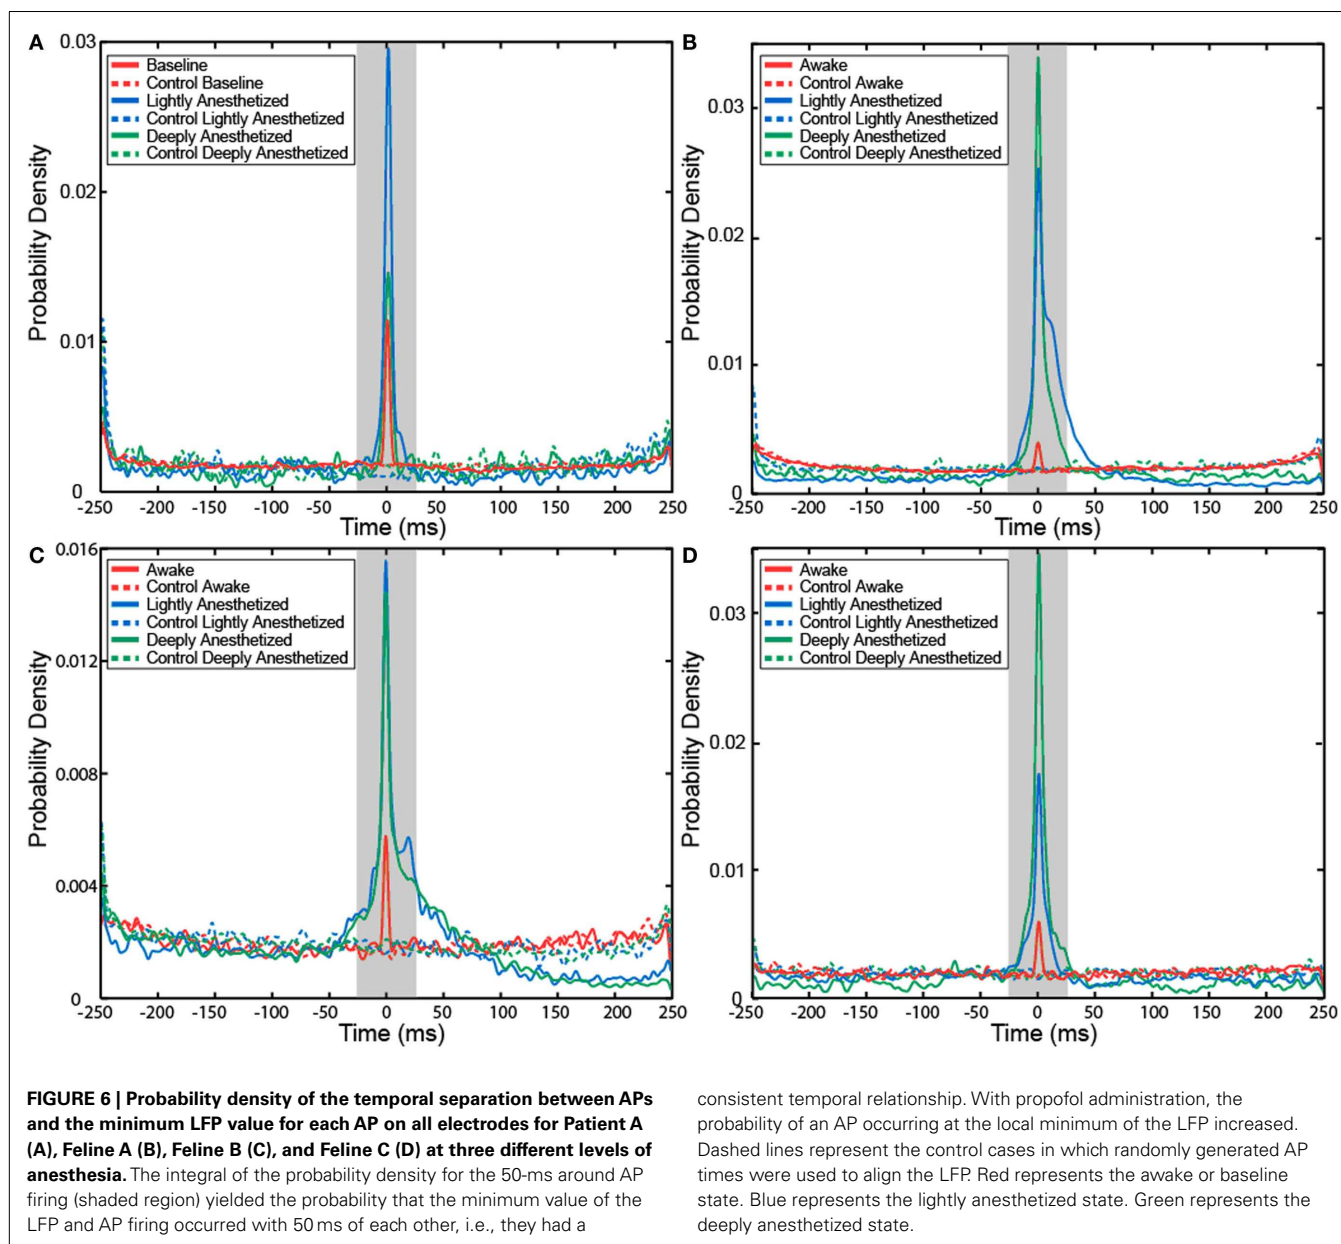 A
0.03
0.02
0.01
0
Probability Density
Baseline
Control Baseline
Lightly Anesthetized
Control Lightly Anesthetized
Deeply Anesthetized
Control Deeply Anesthetized
-250 -200 -150 -100 -50 0 50 100 150 200 250
Time (ms)
B
0.03
0.02
0.01
0
Probability Density
Awake
Control Awake
Lightly Anesthetized
Control Lightly Anesthetized
Deeply Anesthetized
Control Deeply Anesthetized
-250 -200 -150 -100 -50 0 50 100 150 200 250
Time (ms)
C
0.016
0.012
0.008
0.004
0
Probability Density
Awake
Control Awake
Lightly Anesthetized
Control Lightly Anesthetized
Deeply Anesthetized
Control Deeply Anesthetized
-250 -200 -150 -100 -50 0 50 100 150 200 250
Time (ms)
D
0.03
0.02
0.01
0
Probability Density
Awake
Control Awake
Lightly Anesthetized
Control Lightly Anesthetized
Deeply Anesthetized
Control Deeply Anesthetized
-250 -200 -150 -100 -50 0 50 100 150 200 250
Time (ms)
FIGURE 6 | Probability density of the temporal separation between APs
and the minimum LFP value for each AP on all electrodes for Patient A
(A), Feline A (B), Feline B (C), and Feline C (D) at three different levels of
anesthesia. The integral of the probability density for the 50-ms around AP
firing (shaded region) yielded the probability that the minimum value of the
LFP and AP firing occurred with 50 ms of each other, i.e., they had a
consistent temporal relationship. With propofol administration, the
probability of an AP occurring at the local minimum of the LFP increased.
Dashed lines represent the control cases in which randomly generated AP
times were used to align the LFP. Red represents the awake or baseline
state. Blue represents the lightly anesthetized state. Green represents the
deeply anesthetized state.